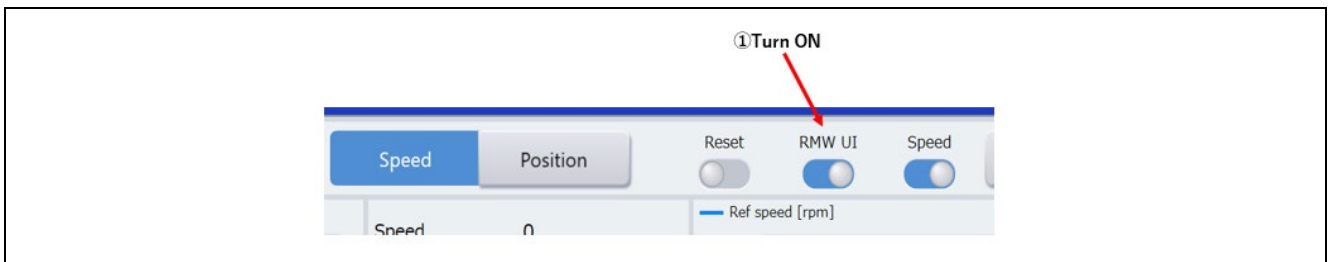 ①Turn ON
Speed Position Reset RMW UI Speed
Ref speed [rpm]
Speed 0